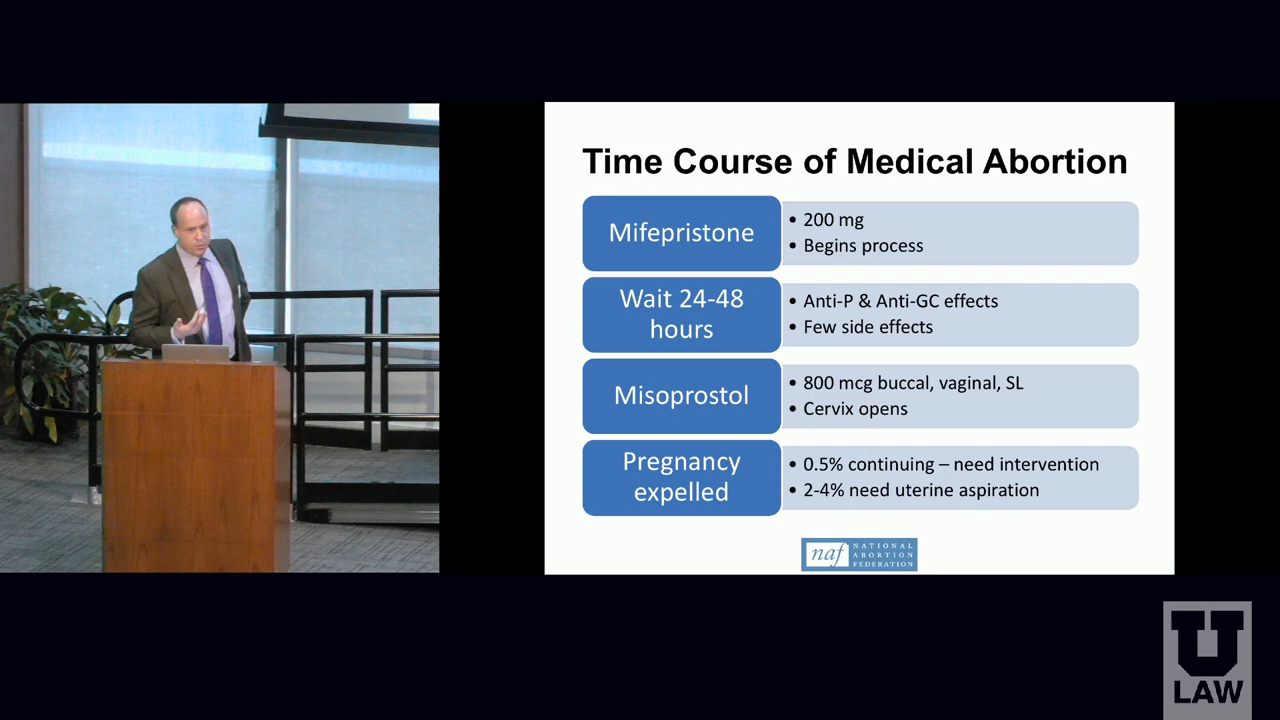 Time Course of Medical Abortion
Mifepristone
• 200 mg
• Begins process
Wait 24-48
hours
• Anti-P & Anti-GC effects
• Few side effects
Misoprostol
• 800 mcg buccal, vaginal, SL
• Cervix opens
Pregnancy
expelled
• 0.5% continuing – need intervention
• 2-4% need uterine aspiration
naf
NATIONAL
ABORTION
FEDERATION
U
LAW